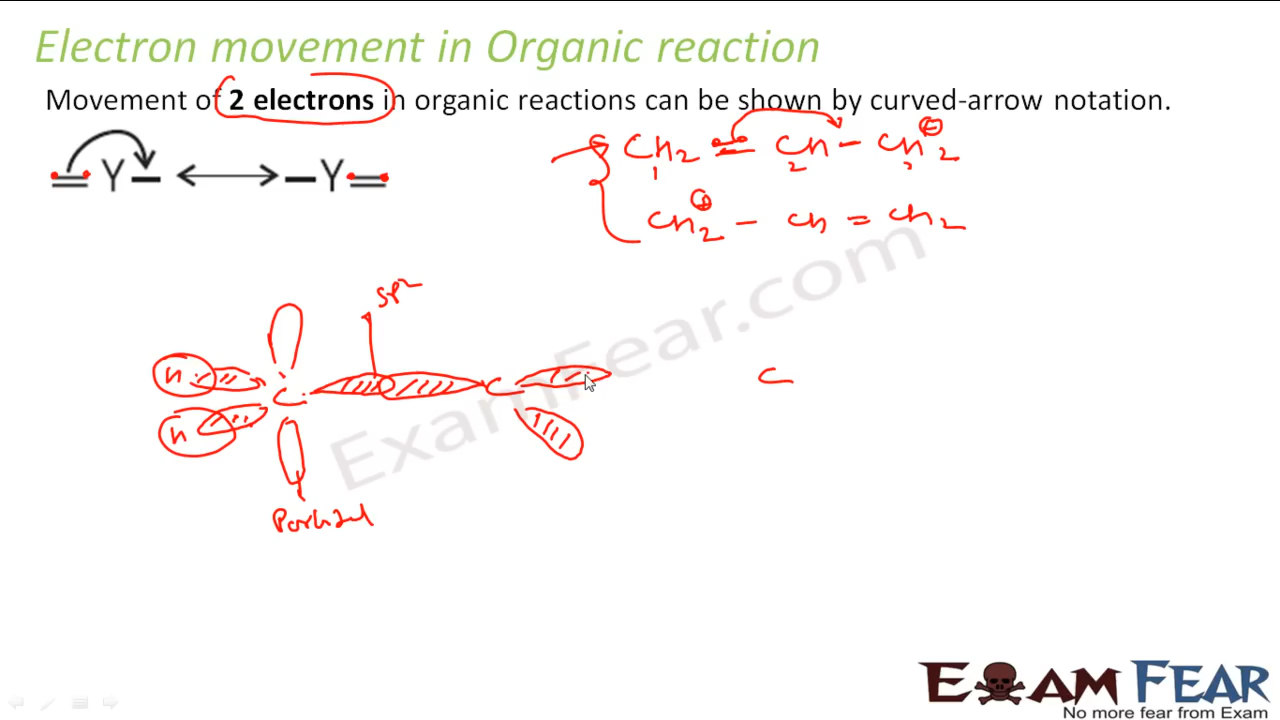 Electron movement in Organic reaction
Movement of 2 electrons in organic reactions can be shown by curved-arrow notation.
= Y – ⟷ – Y =
CH2 = CH – CH2 ⊕
1 2 3
CH2 ⊕ – CH = CH2
SP2
H C C C
H
ExamFear.com
EXAM FEAR
No more fear from Exam